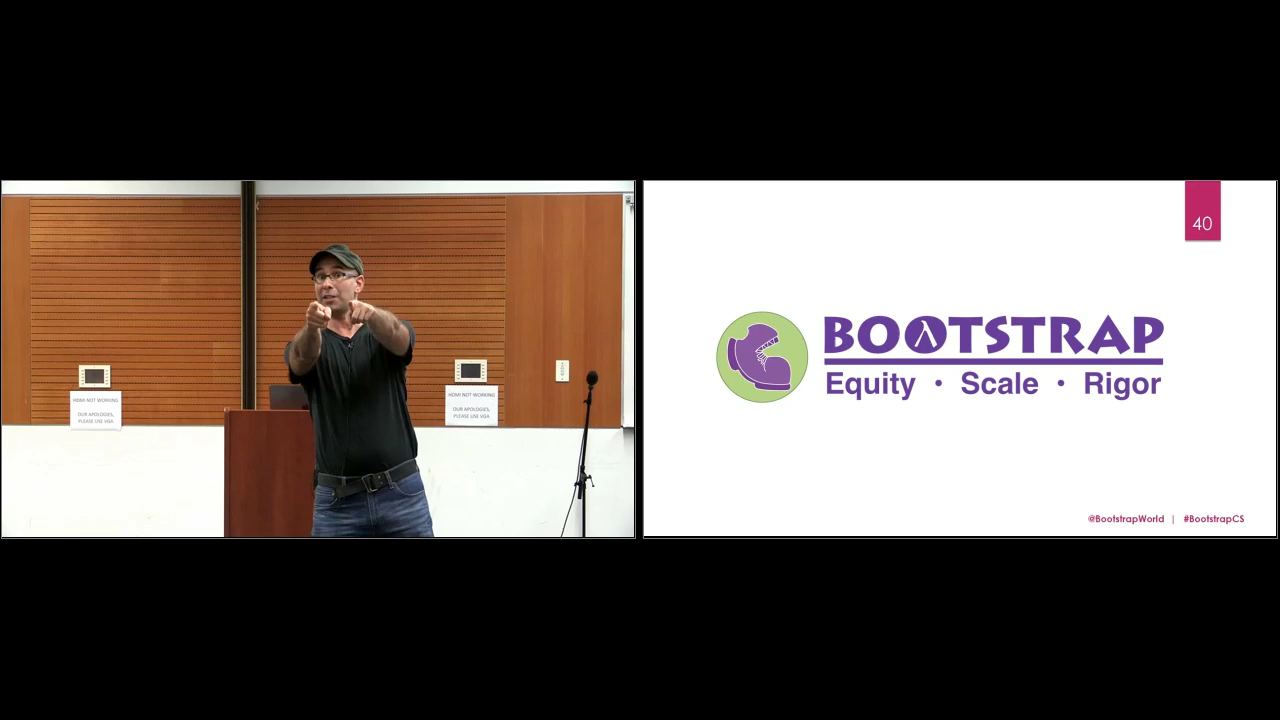 HDMI NOT WORKING
OUR APOLOGIES,
PLEASE USE VGA
HDMI NOT WORKING
OUR APOLOGIES,
PLEASE USE VGA
40
BOOTSTRAP
Equity • Scale • Rigor
@BootstrapWorld | #BootstrapCS